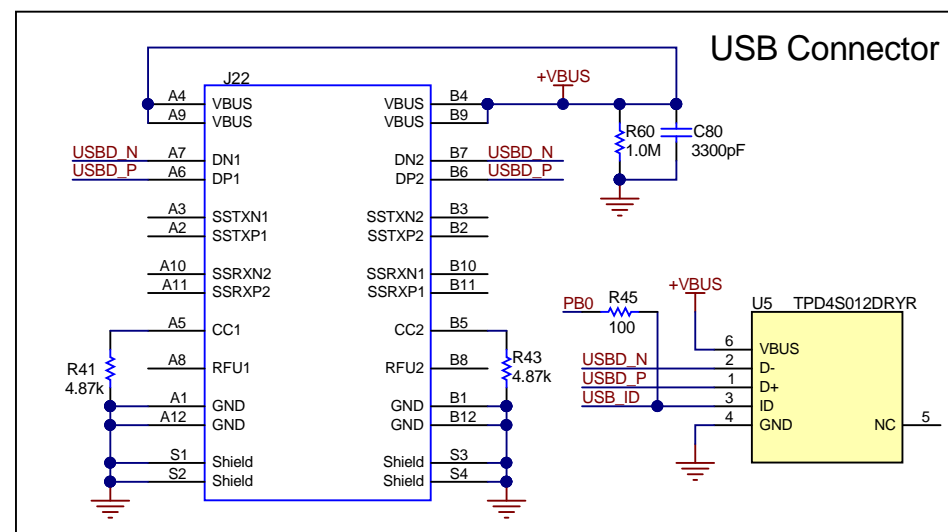 USB Connector
J22
+VBUS
A4 VBUS VBUS B4
A9 VBUS VBUS B9
R60
1.0M
C80
3300pF
USBD_N A7 DN1 DN2 B7 USBD_N
USBD_P A6 DP1 DP2 B6 USBD_P
A3 SSTXN1 SSTXN2 B3
A2 SSTXP1 SSTXP2 B2
A10 SSRXN2 SSRXN1 B10
A11 SSRXP2 SSRXP1 B11
A5 CC1 CC2 B5
R41
4.87k
R43
4.87k
A8 RFU1 RFU2 B8
A1 GND GND B1
A12 GND GND B12
S1 Shield Shield S3
S2 Shield Shield S4
+VBUS
PB0 R45
100
U5 TPD4S012DRYR
6 VBUS
USBD_N 2 D-
USBD_P 1 D+
USB_ID 3 ID
4 GND NC 5